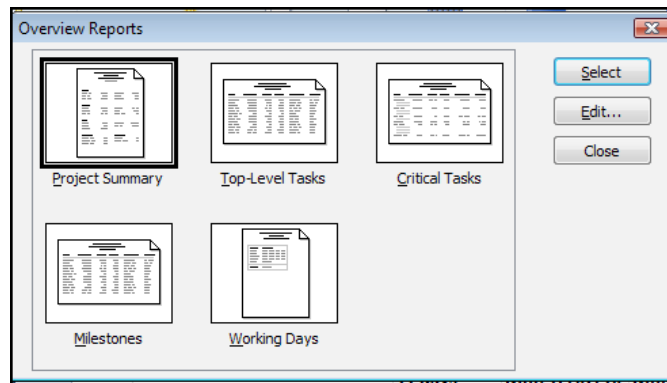 Overview Reports
Project Summary
Top-Level Tasks
Critical Tasks
Milestones
Working Days
Select
Edit...
Close